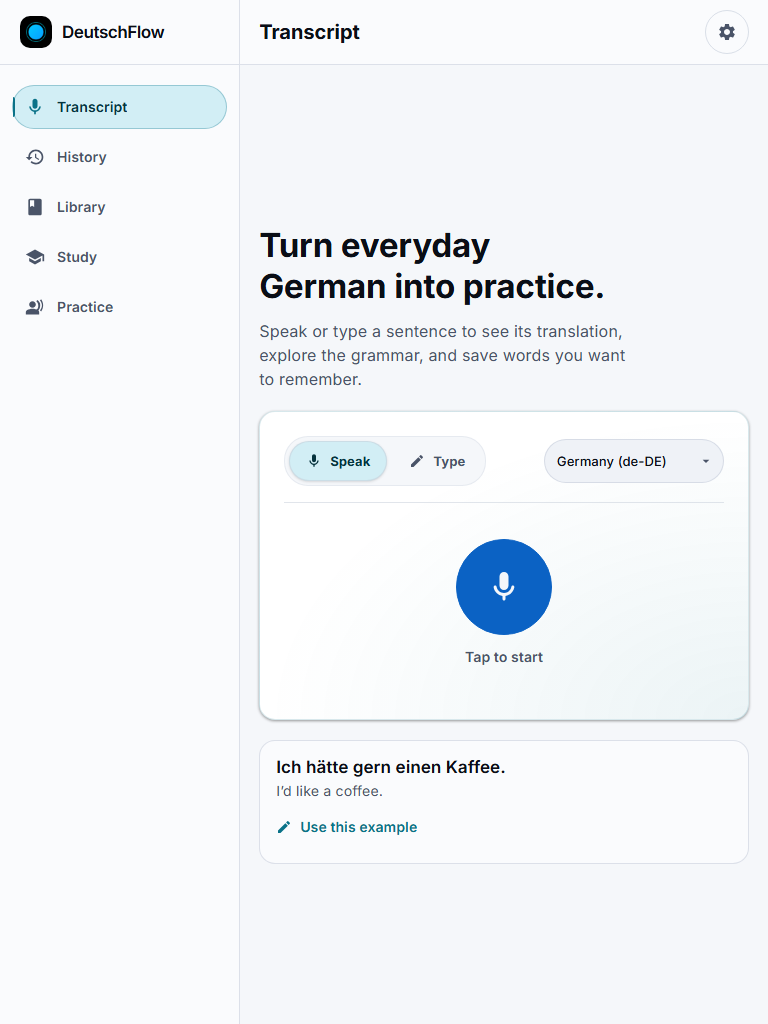 DeutschFlow
Transcript
Transcript
History
Library
Study
Practice
Turn everyday
German into practice.
Speak or type a sentence to see its translation,
explore the grammar, and save words you want
to remember.
Speak
Type
Germany (de-DE)
Tap to start
Ich hätte gern einen Kaffee.
I’d like a coffee.
Use this example